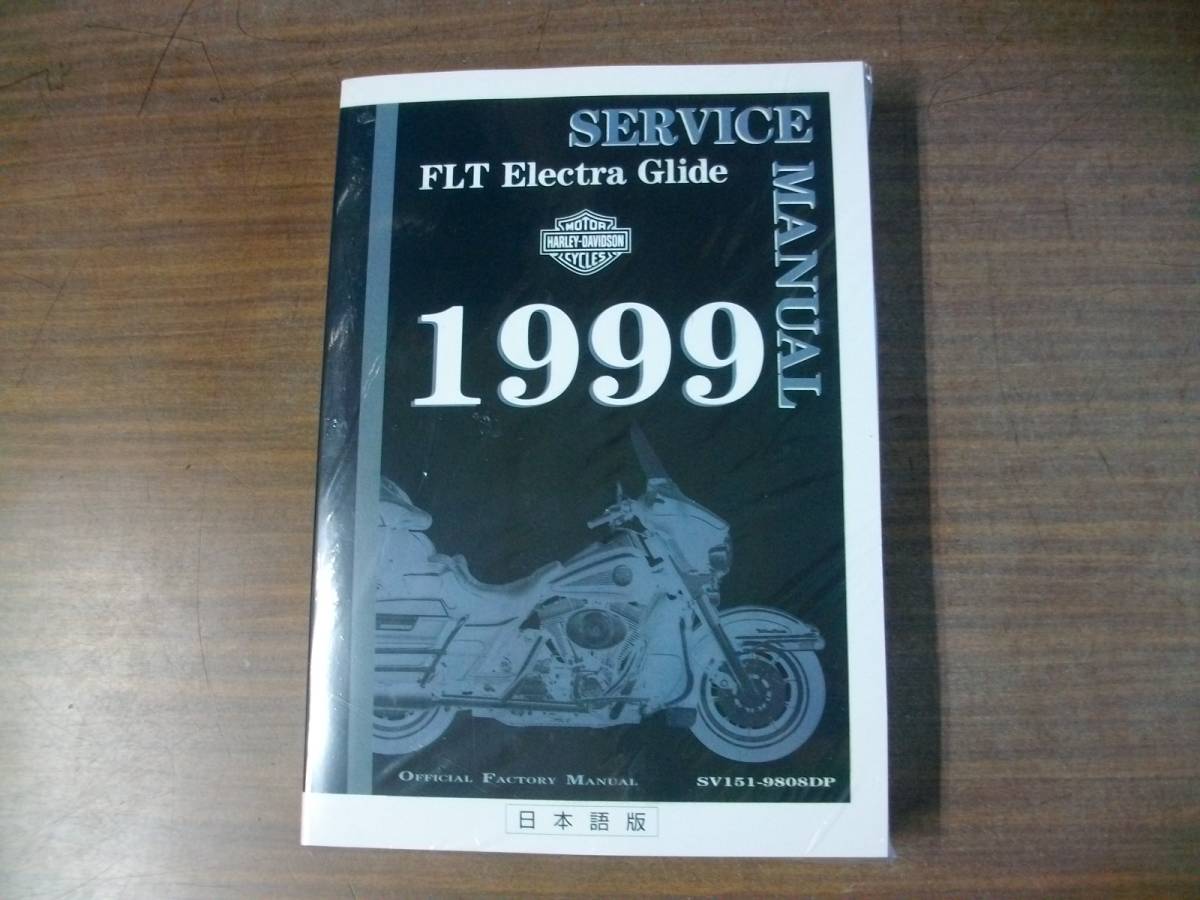 SERVICE
MANUAL
FLT Electra Glide
MOTOR
HARLEY-DAVIDSON
CYCLES
1999
OFFICIAL FACTORY MANUAL
SV151-9808DP
日本語版